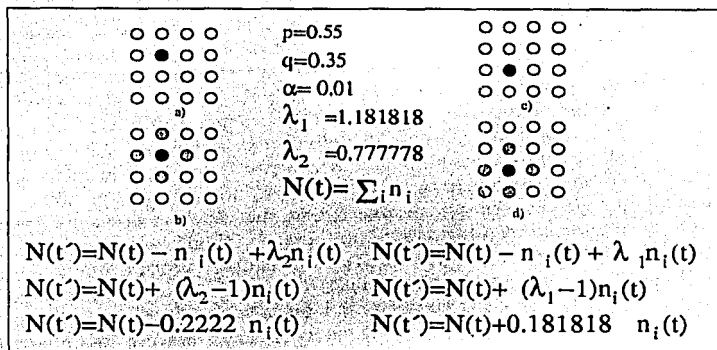 p=0.55
q=0.35
α= 0.01
λ1 =1.181818
λ2 =0.777778
N(t)= ∑i n i
a)
b)
c)
d)
N(t´)=N(t) − n i(t) +λ2ni(t)
N(t´)=N(t)+ (λ2−1)ni(t)
N(t´)=N(t)−0.2222 ni(t)
N(t´)=N(t) − n i(t) + λ 1ni(t)
N(t´)=N(t)+ (λ1−1)ni(t)
N(t´)=N(t)+0.181818 ni(t)